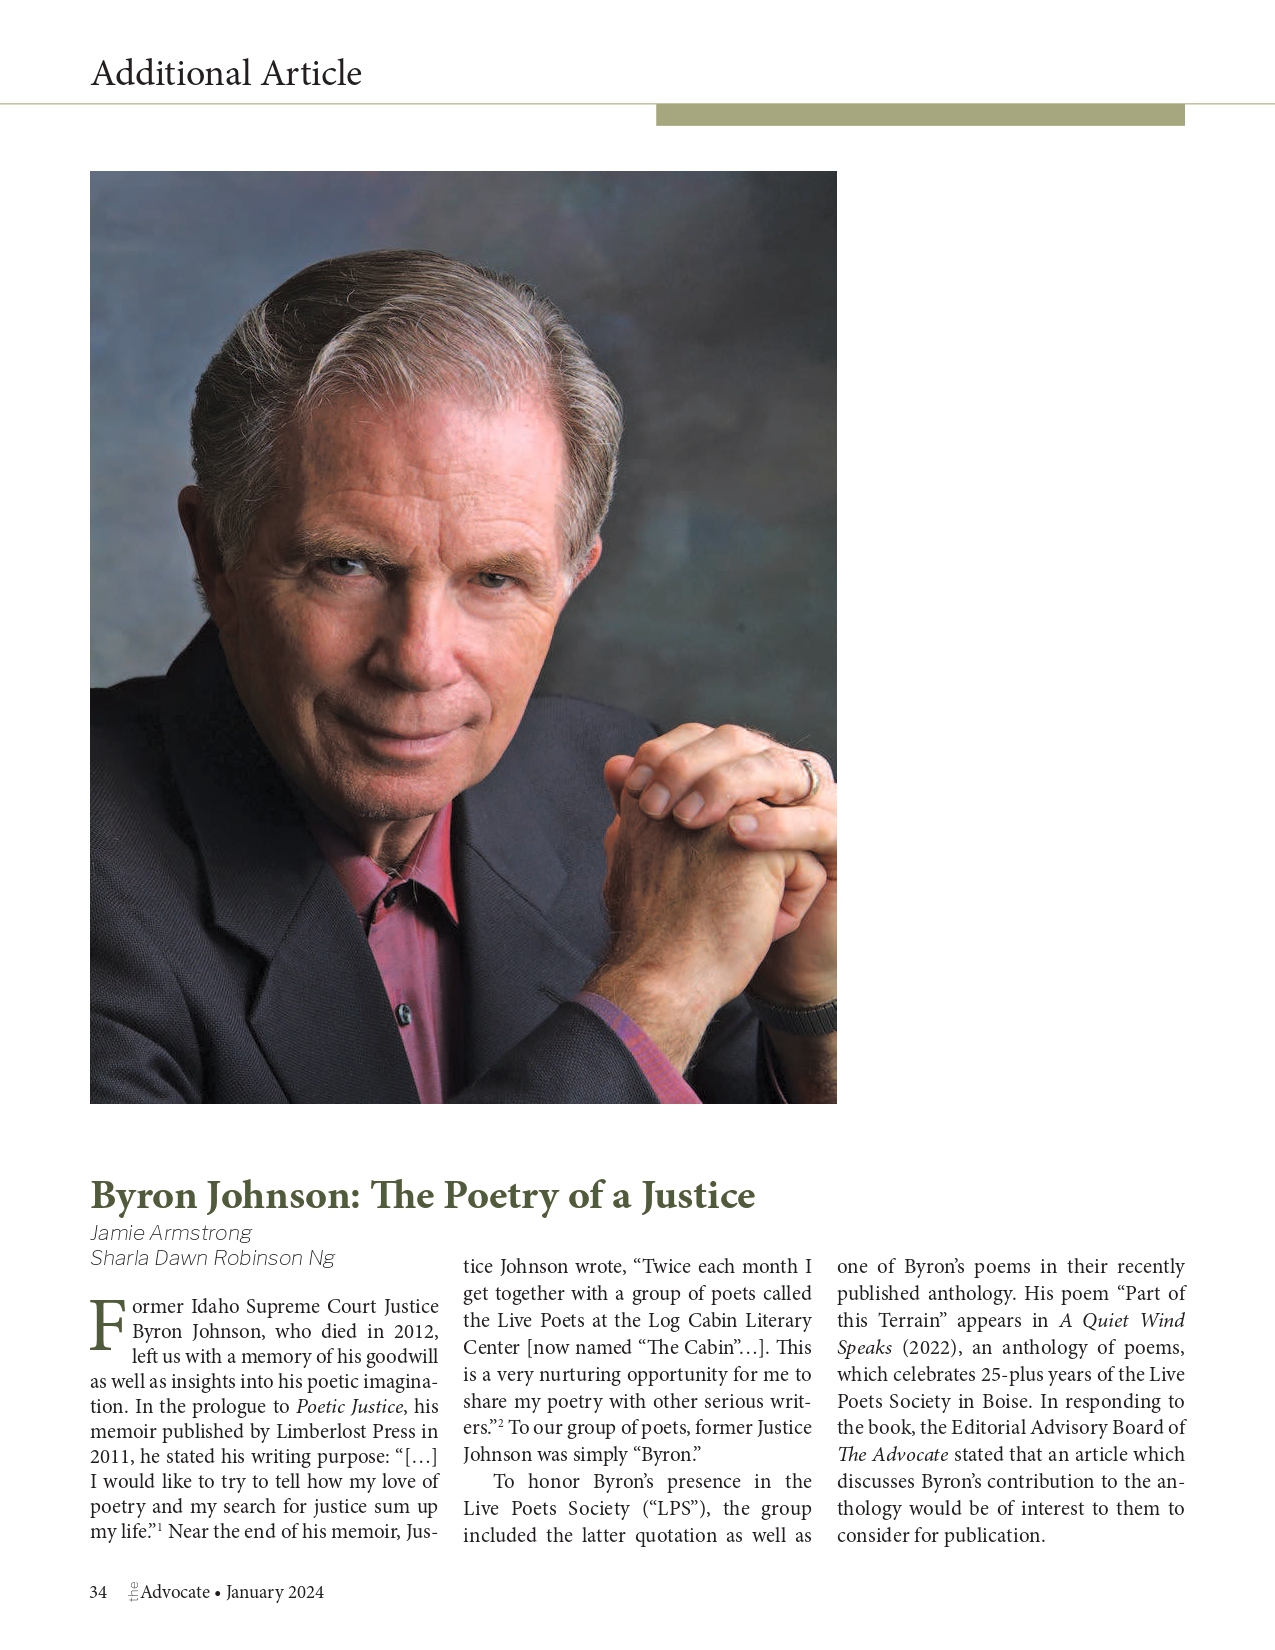 Additional Article
Byron Johnson: The Poetry of a Justice
Jamie Armstrong
Sharla Dawn Robinson Ng
Former Idaho Supreme Court Justice
Byron Johnson, who died in 2012,
left us with a memory of his goodwill
as well as insights into his poetic imagina-
tion. In the prologue to Poetic Justice, his
memoir published by Limberlost Press in
2011, he stated his writing purpose: “[…]
I would like to try to tell how my love of
poetry and my search for justice sum up
my life.”1 Near the end of his memoir, Jus-
tice Johnson wrote, “Twice each month I
get together with a group of poets called
the Live Poets at the Log Cabin Literary
Center [now named “The Cabin”…]. This
is a very nurturing opportunity for me to
share my poetry with other serious writ-
ers.”2 To our group of poets, former Justice
Johnson was simply “Byron.”
To honor Byron’s presence in the
Live Poets Society (“LPS”), the group
included the latter quotation as well as
one of Byron’s poems in their recently
published anthology. His poem “Part of
this Terrain” appears in A Quiet Wind
Speaks (2022), an anthology of poems,
which celebrates 25-plus years of the Live
Poets Society in Boise. In responding to
the book, the Editorial Advisory Board of
The Advocate stated that an article which
discusses Byron’s contribution to the an-
thology would be of interest to them to
consider for publication.
34 the Advocate • January 2024